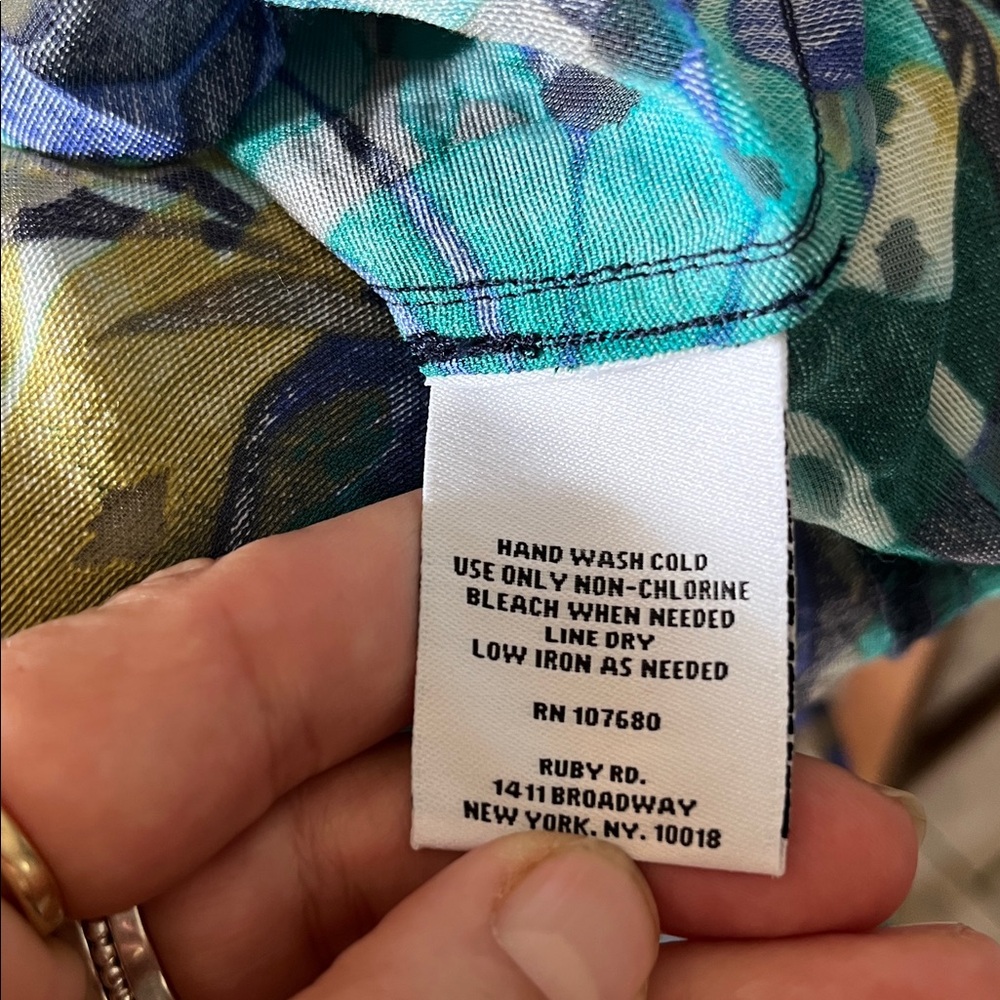 HAND WASH COLD
USE ONLY NON-CHLORINE
BLEACH WHEN NEEDED
LINE DRY
LOW IRON AS NEEDED
RN 107680
RUBY RD.
1411 BROADWAY
NEW YORK. NY. 10018